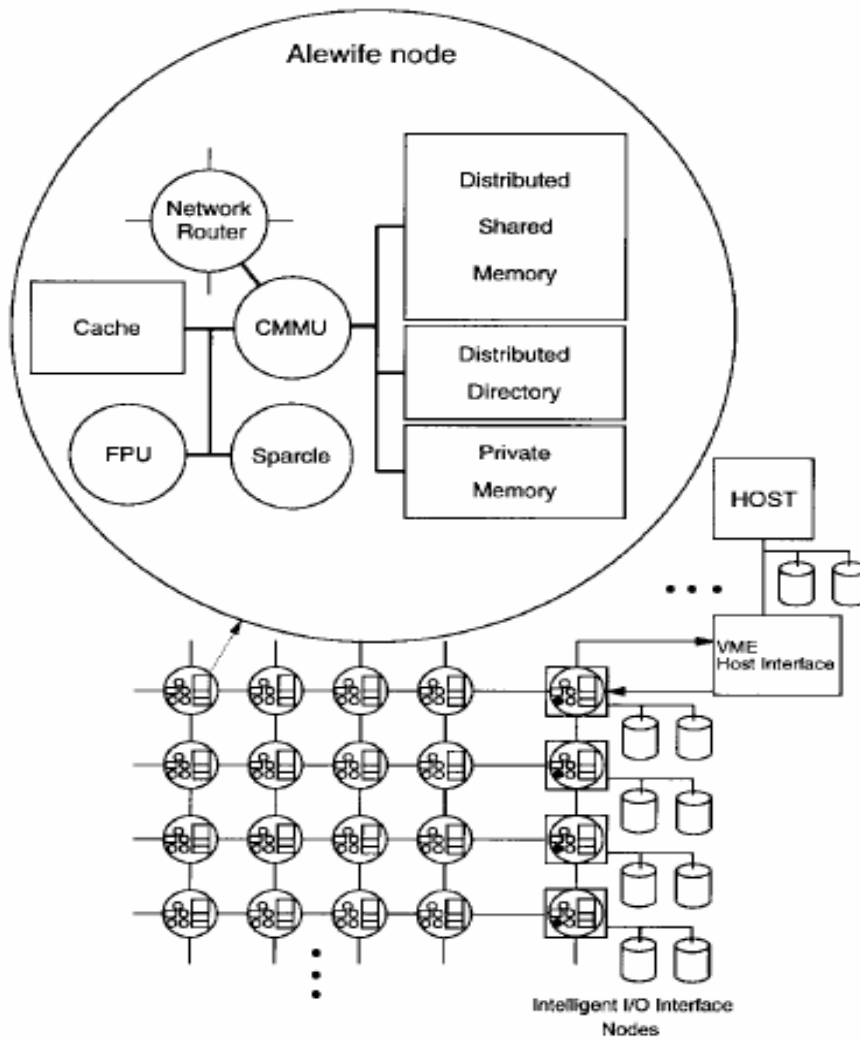 Alewife node
Network
Router
Cache
CMMU
FPU
Sparcle
Distributed
Shared
Memory
Distributed
Directory
Private
Memory
HOST
VME
Host Interface
Intelligent I/O Interface
Nodes